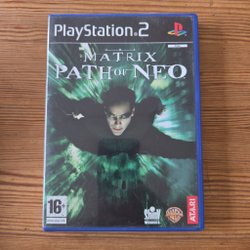 PlayStation 2
THE
MATRIX
PATH OF NEO
16+
ATARI